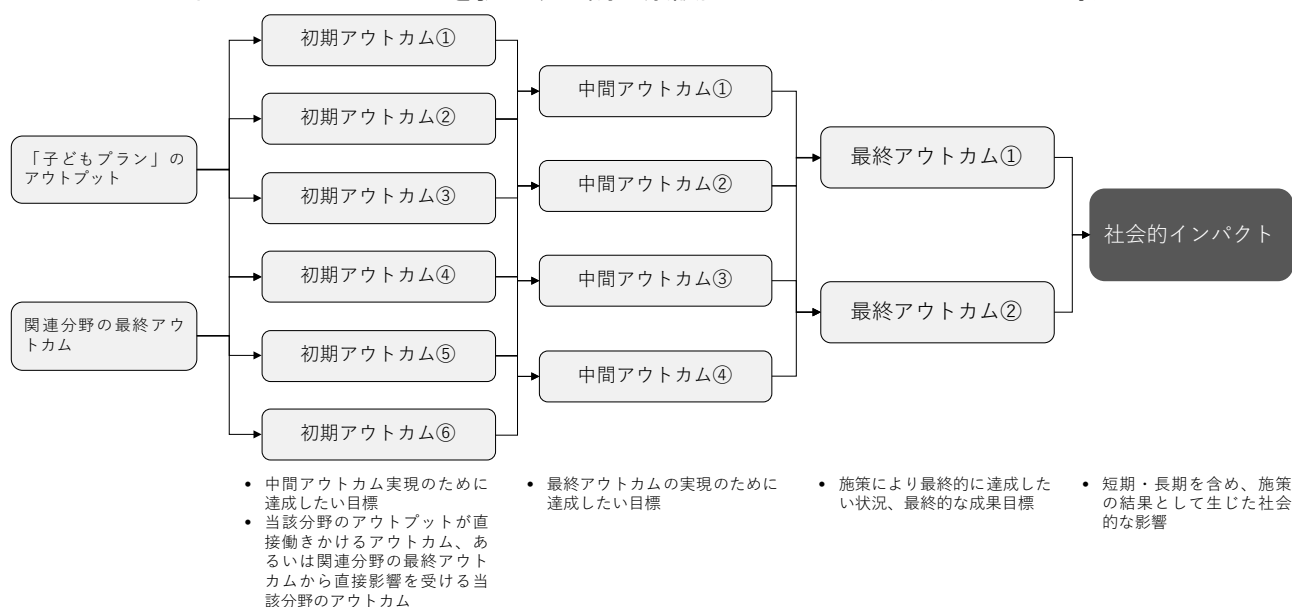 「子どもプラン」の
アウトプット
関連分野の最終アウ
トカム
初期アウトカム①
初期アウトカム②
初期アウトカム③
初期アウトカム④
初期アウトカム⑤
初期アウトカム⑥
中間アウトカム①
中間アウトカム②
中間アウトカム③
中間アウトカム④
最終アウトカム①
最終アウトカム②
社会的インパクト
• 中間アウトカム実現のために
達成したい目標
• 当該分野のアウトプットが直
接働きかけるアウトカム、あ
るいは関連分野の最終アウト
カムから直接影響を受ける当
該分野のアウトカム
• 最終アウトカムの実現のために
達成したい目標
• 施策により最終的に達成した
い状況、最終的な成果目標
• 短期・長期を含め、施策
の結果として生じた社会
的な影響